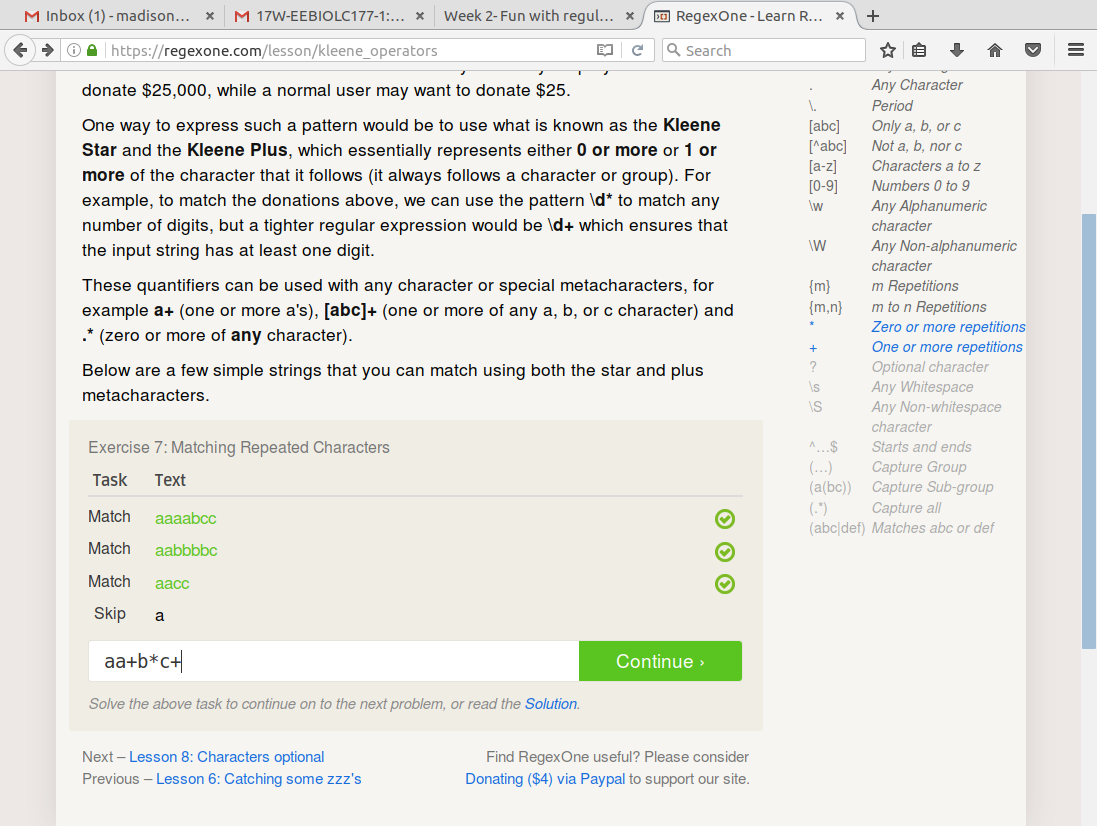 Inbox (1) - madison...
17W-EEBIOLC177-1:...
Week 2- Fun with regul...
RegexOne - Learn R...
https://regexone.com/lesson/kleene_operators
Search
donate $25,000, while a normal user may want to donate $25.
One way to express such a pattern would be to use what is known as the Kleene
Star and the Kleene Plus, which essentially represents either 0 or more or 1 or
more of the character that it follows (it always follows a character or group). For
example, to match the donations above, we can use the pattern \d* to match any
number of digits, but a tighter regular expression would be \d+ which ensures that
the input string has at least one digit.
These quantifiers can be used with any character or special metacharacters, for
example a+ (one or more a's), [abc]+ (one or more of any a, b, or c character) and
.* (zero or more of any character).
Below are a few simple strings that you can match using both the star and plus
metacharacters.
Exercise 7: Matching Repeated Characters
Task Text
Match aaaabcc
Match aabbbbc
Match aacc
Skip a
aa+b*c+
Continue ›
Solve the above task to continue on to the next problem, or read the Solution.
Next – Lesson 8: Characters optional
Previous – Lesson 6: Catching some zzz's
Find RegexOne useful? Please consider
Donating ($4) via Paypal to support our site.
. Any Character
\. Period
[abc] Only a, b, or c
[^abc] Not a, b, nor c
[a-z] Characters a to z
[0-9] Numbers 0 to 9
\w Any Alphanumeric
character
\W Any Non-alphanumeric
character
{m} m Repetitions
{m,n} m to n Repetitions
* Zero or more repetitions
+ One or more repetitions
? Optional character
\s Any Whitespace
\S Any Non-whitespace
character
^…$ Starts and ends
(…) Capture Group
(a(bc)) Capture Sub-group
(.*) Capture all
(abc|def) Matches abc or def